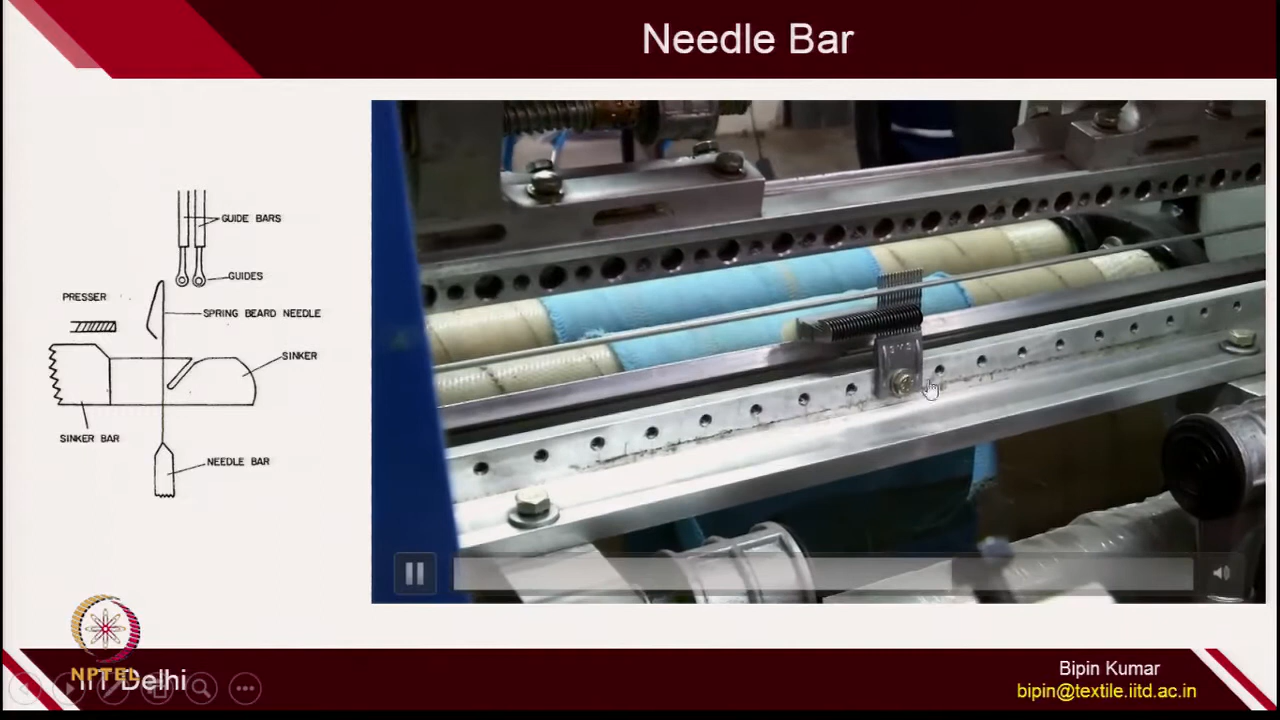 Needle Bar
GUIDE BARS
GUIDES
PRESSER
SPRING BEARD NEEDLE
SINKER
SINKER BAR
NEEDLE BAR
NPTEL
IIT Delhi
Bipin Kumar
bipin@textile.iitd.ac.in